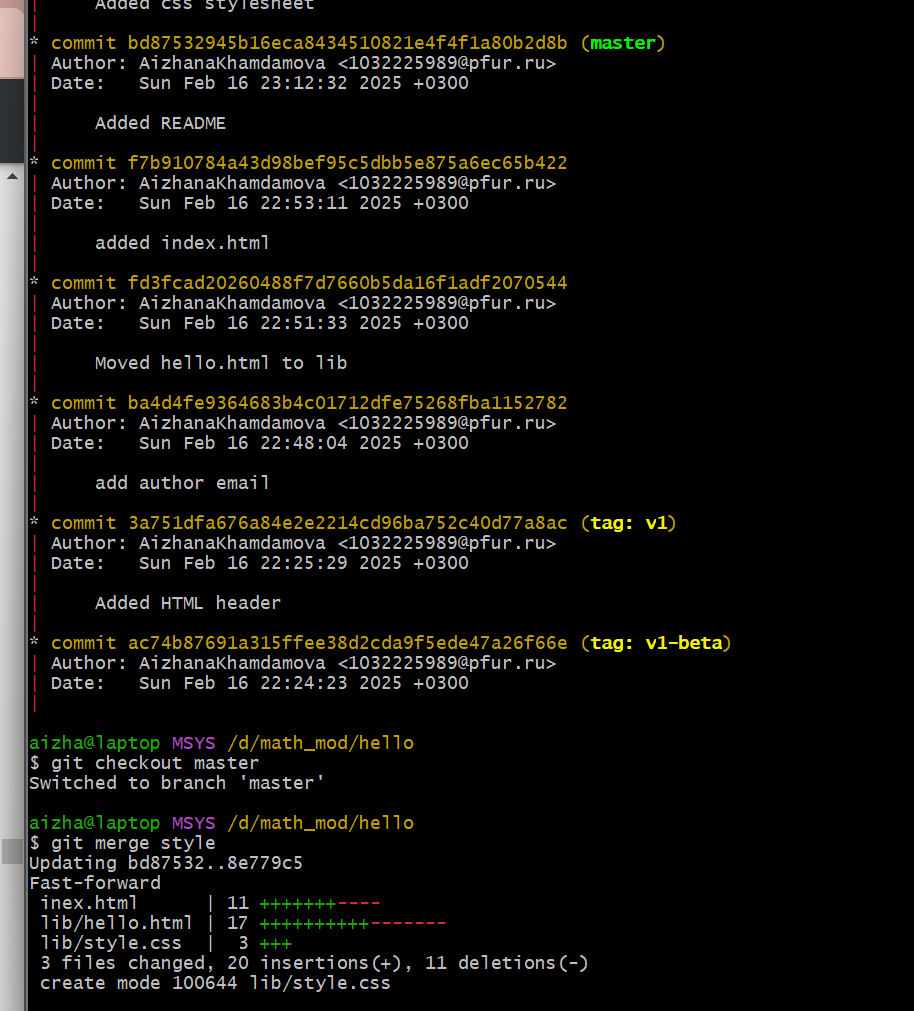 Added css stylesheet
* commit bd87532945b16eca8434510821e4f4f1a80b2d8b (master)
| Author: AizhanaKhamdamova <1032225989@pfur.ru>
| Date:   Sun Feb 16 23:12:32 2025 +0300
|
|     Added README
|
* commit f7b910784a43d98bef95c5dbb5e875a6ec65b422
| Author: AizhanaKhamdamova <1032225989@pfur.ru>
| Date:   Sun Feb 16 22:53:11 2025 +0300
|
|     added index.html
|
* commit fd3fcad20260488f7d7660b5da16f1adf2070544
| Author: AizhanaKhamdamova <1032225989@pfur.ru>
| Date:   Sun Feb 16 22:51:33 2025 +0300
|
|     Moved hello.html to lib
|
* commit ba4d4fe9364683b4c01712dfe75268fba1152782
| Author: AizhanaKhamdamova <1032225989@pfur.ru>
| Date:   Sun Feb 16 22:48:04 2025 +0300
|
|     add author email
|
* commit 3a751dfa676a84e2e2214cd96ba752c40d77a8ac (tag: v1)
| Author: AizhanaKhamdamova <1032225989@pfur.ru>
| Date:   Sun Feb 16 22:25:29 2025 +0300
|
|     Added HTML header
|
* commit ac74b87691a315ffee38d2cda9f5ede47a26f66e (tag: v1-beta)
| Author: AizhanaKhamdamova <1032225989@pfur.ru>
| Date:   Sun Feb 16 22:24:23 2025 +0300
|
aizha@laptop MSYS /d/math_mod/hello
$ git checkout master
Switched to branch 'master'
aizha@laptop MSYS /d/math_mod/hello
$ git merge style
Updating bd87532..8e779c5
Fast-forward
 inex.html      | 11 +++++++----
 lib/hello.html | 17 ++++++++++-------
 lib/style.css  |  3 +++
 3 files changed, 20 insertions(+), 11 deletions(-)
 create mode 100644 lib/style.css